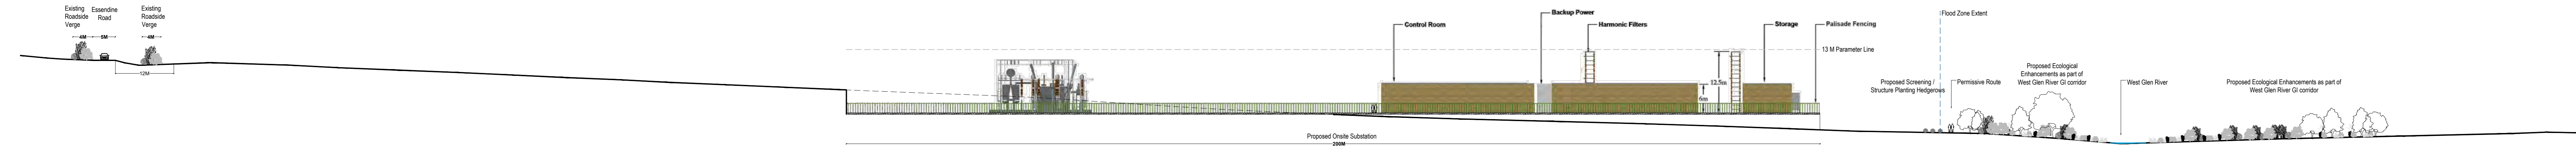 Existing
Roadside
Verge
Essendine
Road
Existing
Roadside
Verge
4M
5M
4M
12M
Control Room
Backup Power
Harmonic Filters
Storage
Palisade Fencing
13 M Parameter Line
12.5m
6m
Proposed Onsite Substation
200M
Flood Zone Extent
Proposed Screening /
Structure Planting Hedgerows
Permissive Route
Proposed Ecological
Enhancements as part of
West Glen River GI corridor
West Glen River
Proposed Ecological Enhancements as part of
West Glen River GI corridor